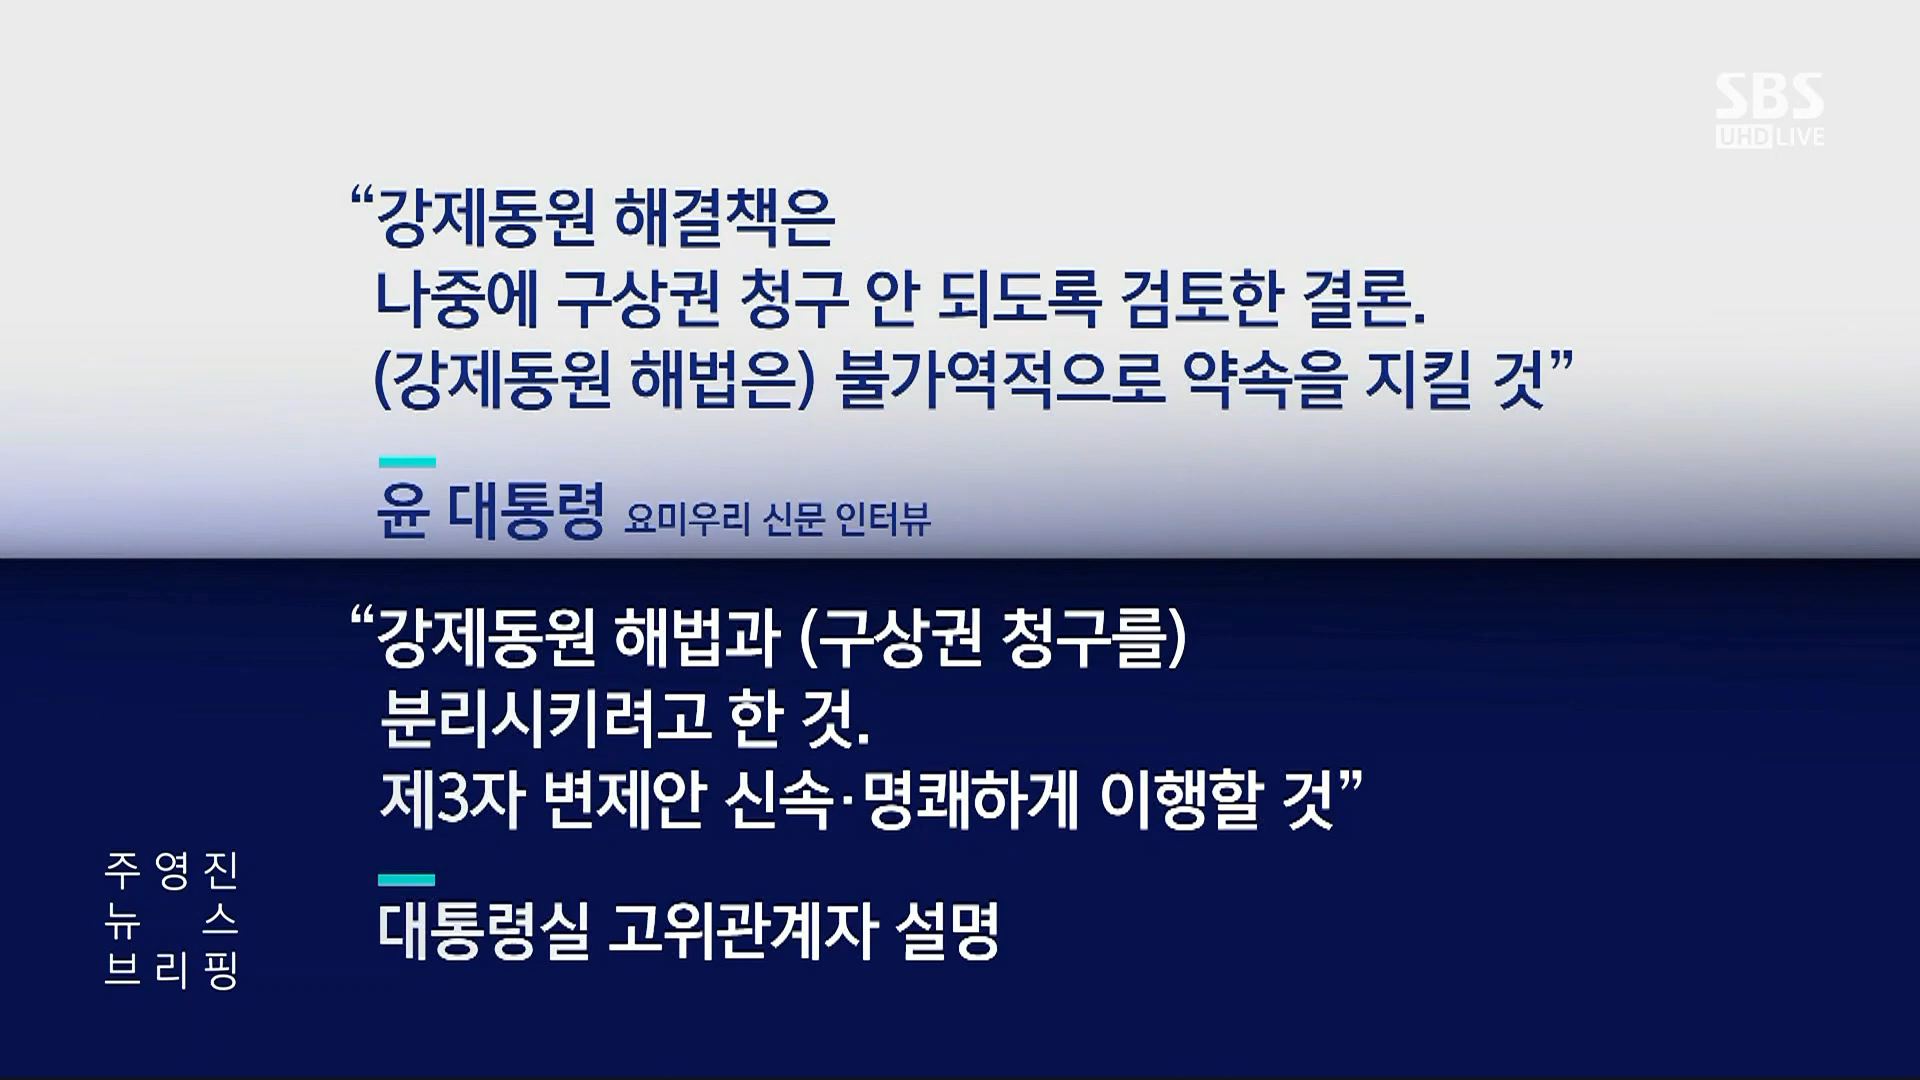 SBS
UHD LIVE
“강제동원 해결책은
나중에 구상권 청구 안 되도록 검토한 결론.
(강제동원 해법은) 불가역적으로 약속을 지킬 것”
윤 대통령 요미우리 신문 인터뷰
“강제동원 해법과 (구상권 청구를)
분리시키려고 한 것.
제3자 변제안 신속·명쾌하게 이행할 것”
대통령실 고위관계자 설명
주영진
뉴스
브리핑